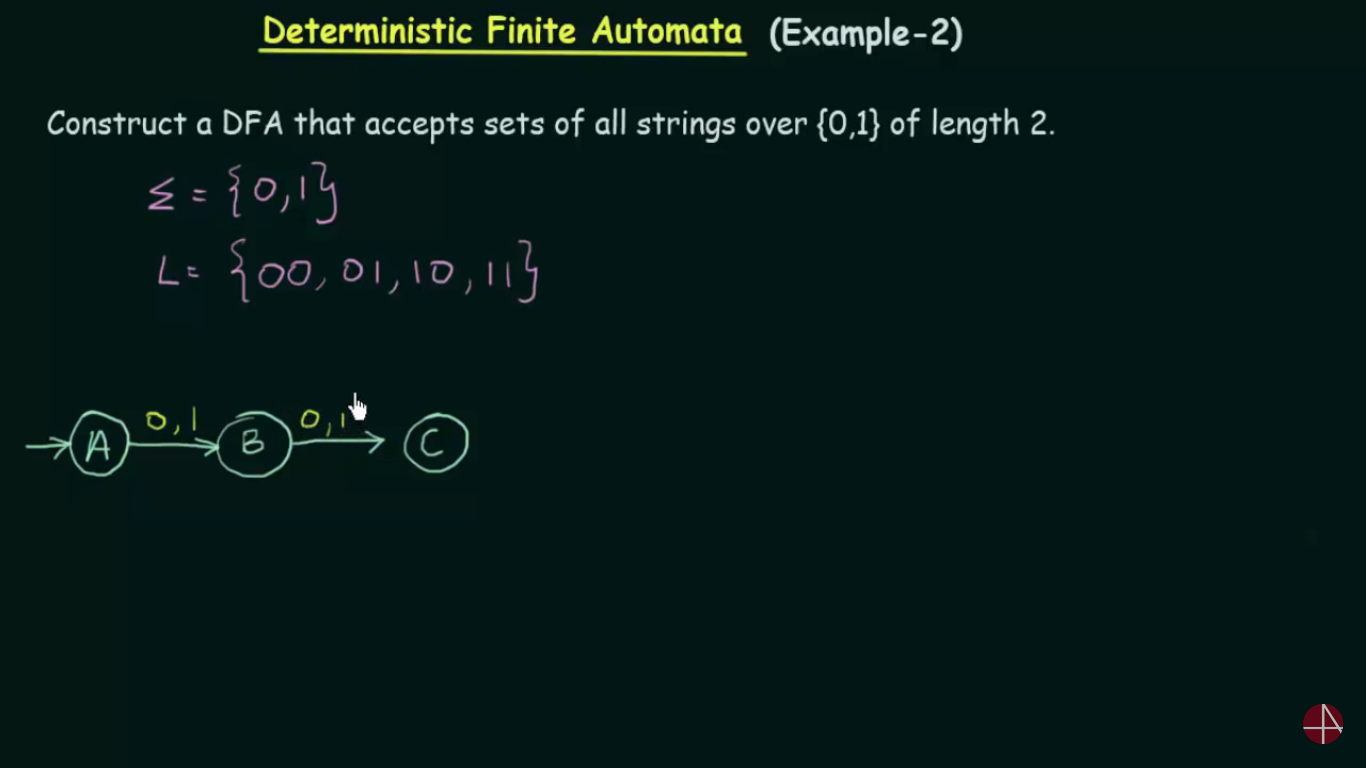 Deterministic Finite Automata (Example-2)
Construct a DFA that accepts sets of all strings over {0,1} of length 2.
Σ = {0,1}
L = {00, 01, 10, 11}
A 0,1 B 0,1 C